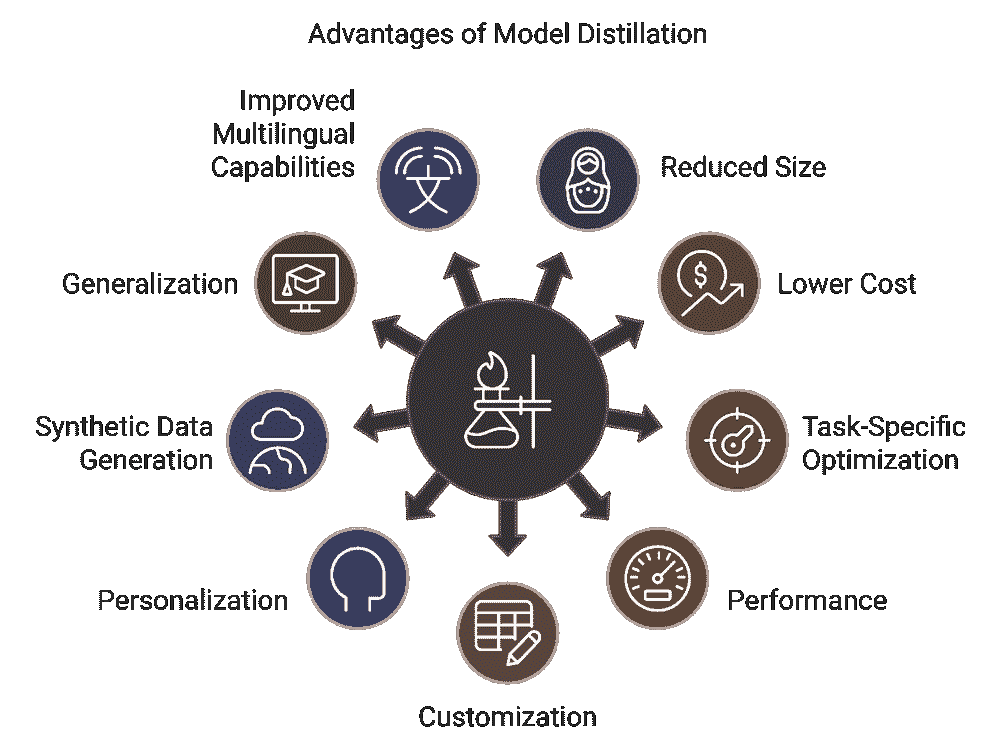 Advantages of Model Distillation
Improved
Multilingual
Capabilities
Reduced Size
Generalization
Lower Cost
Synthetic Data
Generation
Task-Specific
Optimization
Personalization
Performance
Customization
$
文